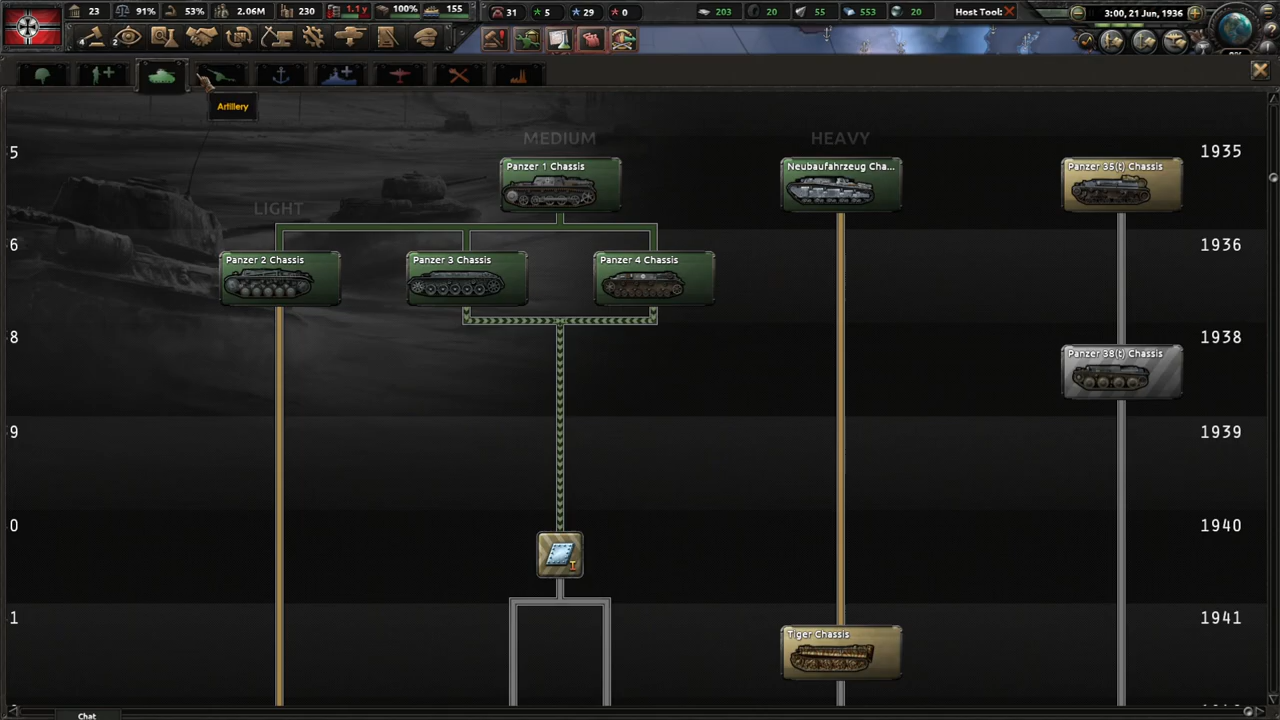 23 91% 53% 2.06M 230 1.1y 100% 155 31 5 29 0 203 20 55 553 20 Host Tool: 3:00, 21 Jun, 1936
4 2
Artillery
MEDIUM HEAVY
LIGHT
5 1935
Panzer 1 Chassis Neubaufahrzeug Cha... Panzer 35(t) Chassis
6 1936
Panzer 2 Chassis Panzer 3 Chassis Panzer 4 Chassis
8 1938
Panzer 38(t) Chassis
9 1939
0 1940
I
1 1941
Tiger Chassis
Chat